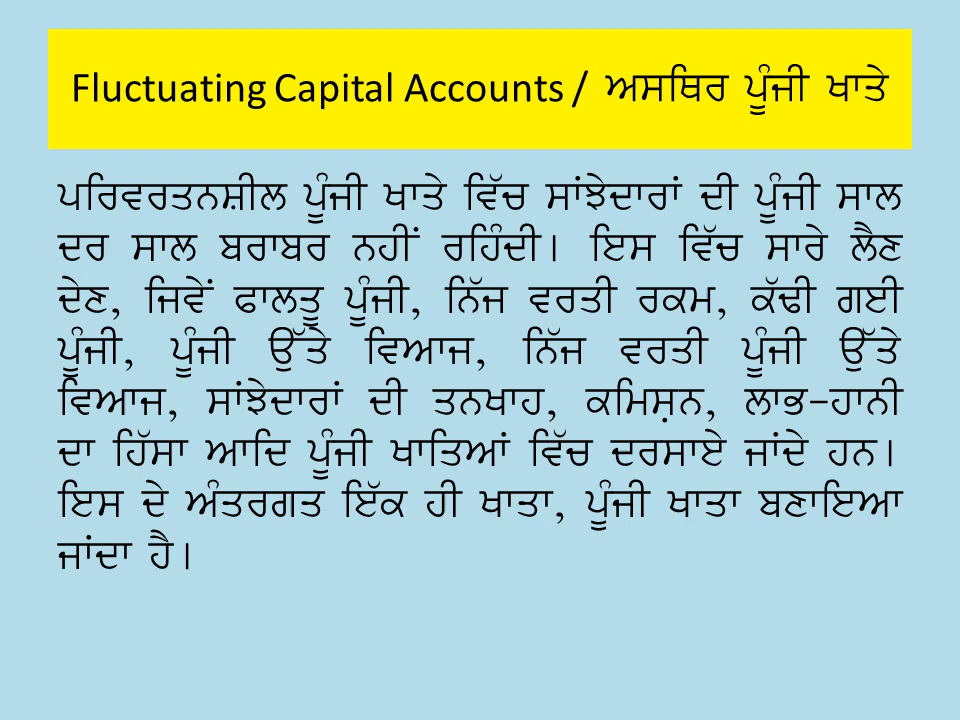 Fluctuating Capital Accounts / ਅਸਥਿਰ ਪੂੰਜੀ ਖਾਤੇ
ਪਰਿਵਰਤਨਸ਼ੀਲ ਪੂੰਜੀ ਖਾਤੇ ਵਿੱਚ ਸਾਂਝੇਦਾਰਾਂ ਦੀ ਪੂੰਜੀ ਸਾਲ
ਦਰ ਸਾਲ ਬਰਾਬਰ ਨਹੀਂ ਰਹਿੰਦੀ। ਇਸ ਵਿੱਚ ਸਾਰੇ ਲੈਣ
ਦੇਣ, ਜਿਵੇਂ ਫਾਲਤੂ ਪੂੰਜੀ, ਨਿੱਜ ਵਰਤੀ ਰਕਮ, ਕੱਢੀ ਗਈ
ਪੂੰਜੀ, ਪੂੰਜੀ ਉੱਤੇ ਵਿਆਜ, ਨਿੱਜ ਵਰਤੀ ਪੂੰਜੀ ਉੱਤੇ
ਵਿਆਜ, ਸਾਂਝੇਦਾਰਾਂ ਦੀ ਤਨਖਾਹ, ਕਮਿਸ਼ਨ, ਲਾਭ-ਹਾਨੀ
ਦਾ ਹਿੱਸਾ ਆਦਿ ਪੂੰਜੀ ਖਾਤਿਆਂ ਵਿੱਚ ਦਰਸਾਏ ਜਾਂਦੇ ਹਨ।
ਇਸ ਦੇ ਅੰਤਰਗਤ ਇੱਕ ਹੀ ਖਾਤਾ, ਪੂੰਜੀ ਖਾਤਾ ਬਣਾਇਆ
ਜਾਂਦਾ ਹੈ।